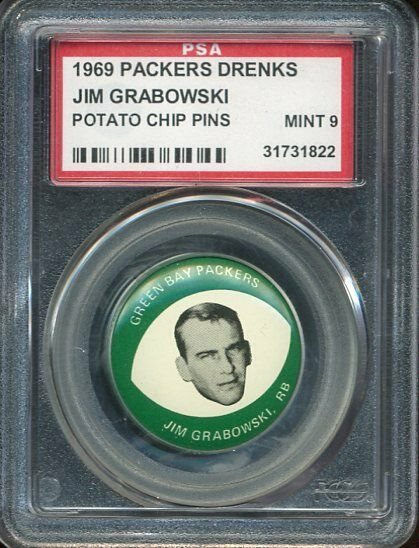 PSA
1969 PACKERS DRENKS
JIM GRABOWSKI
POTATO CHIP PINS MINT 9
31731822
GREEN BAY PACKERS
JIM GRABOWSKI, RB